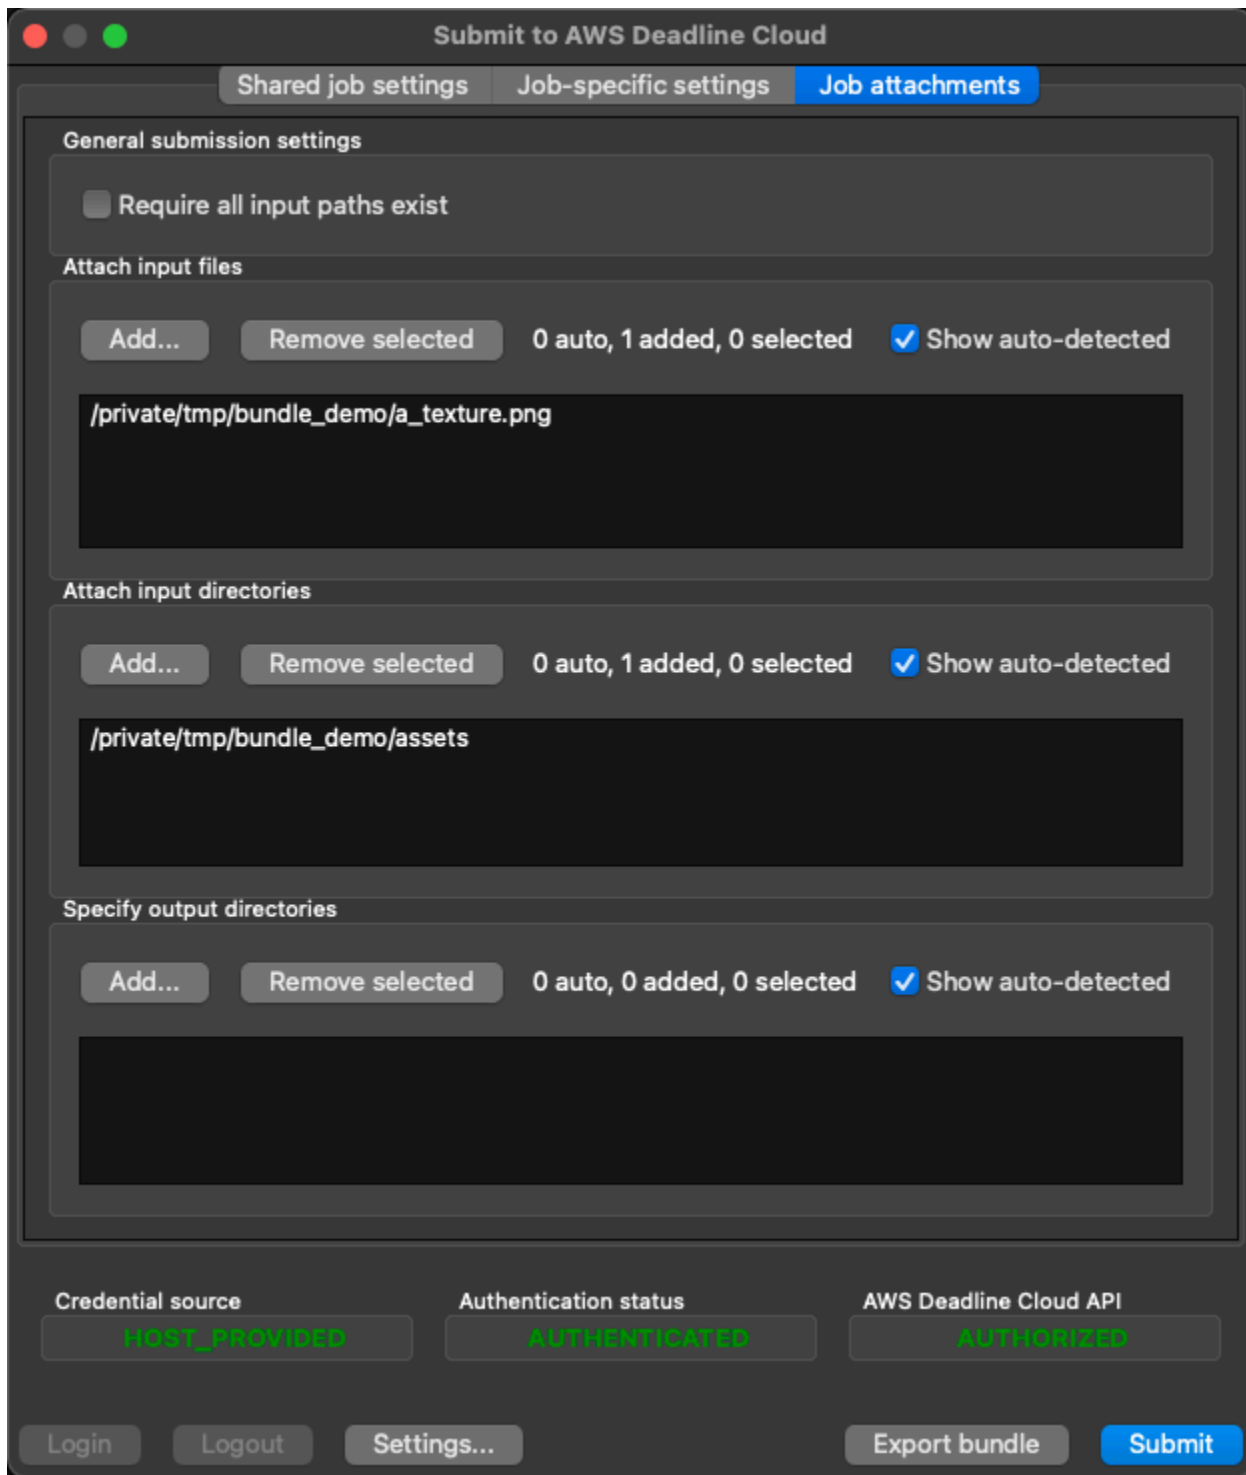 Submit to AWS Deadline Cloud
Shared job settings Job-specific settings Job attachments
General submission settings
Require all input paths exist
Attach input files
Add... Remove selected 0 auto, 1 added, 0 selected Show auto-detected
/private/tmp/bundle_demo/a_texture.png
Attach input directories
Add... Remove selected 0 auto, 1 added, 0 selected Show auto-detected
/private/tmp/bundle_demo/assets
Specify output directories
Add... Remove selected 0 auto, 0 added, 0 selected Show auto-detected
Credential source Authentication status AWS Deadline Cloud API
HOST_PROVIDED AUTHENTICATED AUTHORIZED
Login Logout Settings... Export bundle Submit